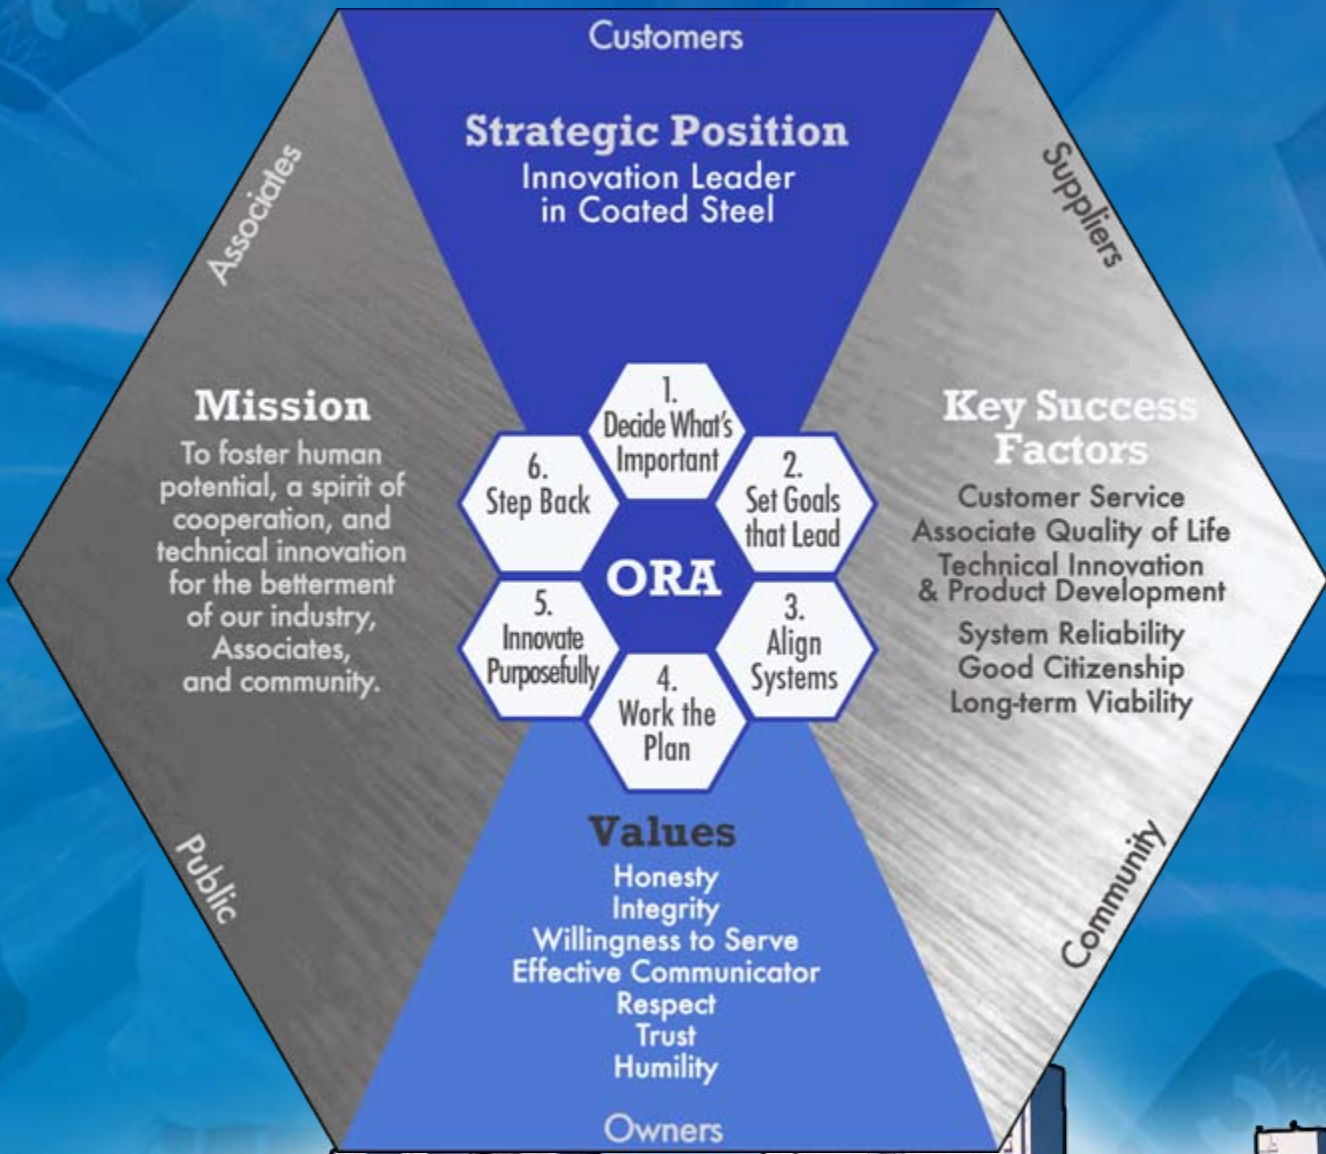 Customers
Strategic Position
Innovation Leader
in Coated Steel
Associates
Suppliers
Mission
To foster human
potential, a spirit of
cooperation, and
technical innovation
for the betterment
of our industry,
Associates,
and community.
1.
Decide What's
Important
2.
Set Goals
that Lead
3.
Align
Systems
4.
Work the
Plan
5.
Innovate
Purposefully
6.
Step Back
ORA
Key Success
Factors
Customer Service
Associate Quality of Life
Technical Innovation
& Product Development
System Reliability
Good Citizenship
Long-term Viability
Public
Community
Values
Honesty
Integrity
Willingness to Serve
Effective Communicator
Respect
Trust
Humility
Owners